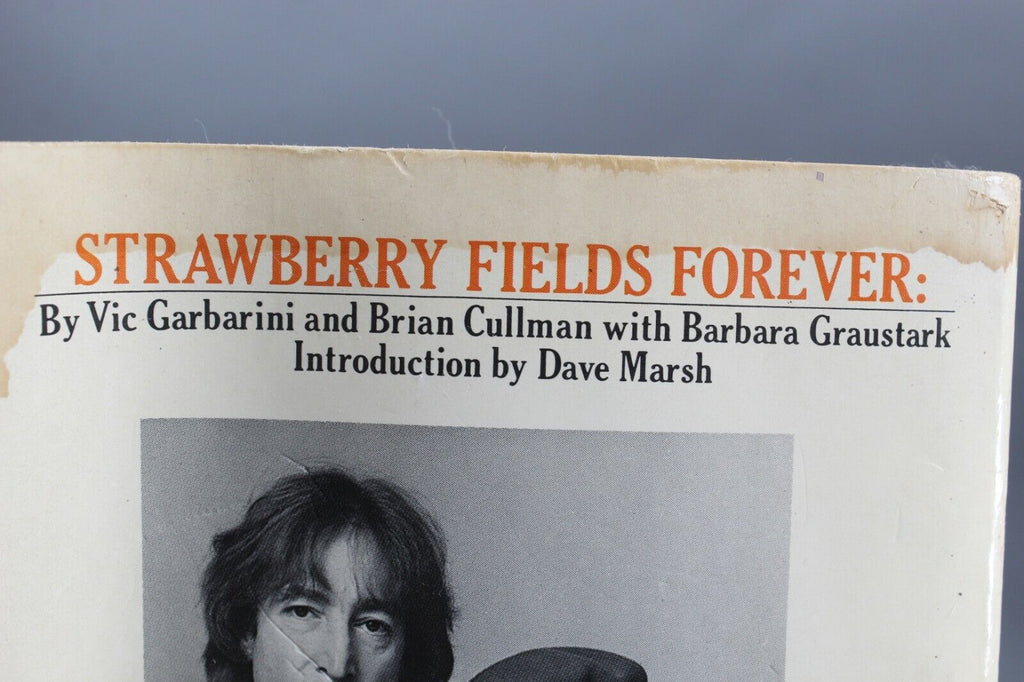 STRAWBERRY FIELDS FOREVER:
By Vic Garbarini and Brian Cullman with Barbara Graustark
Introduction by Dave Marsh